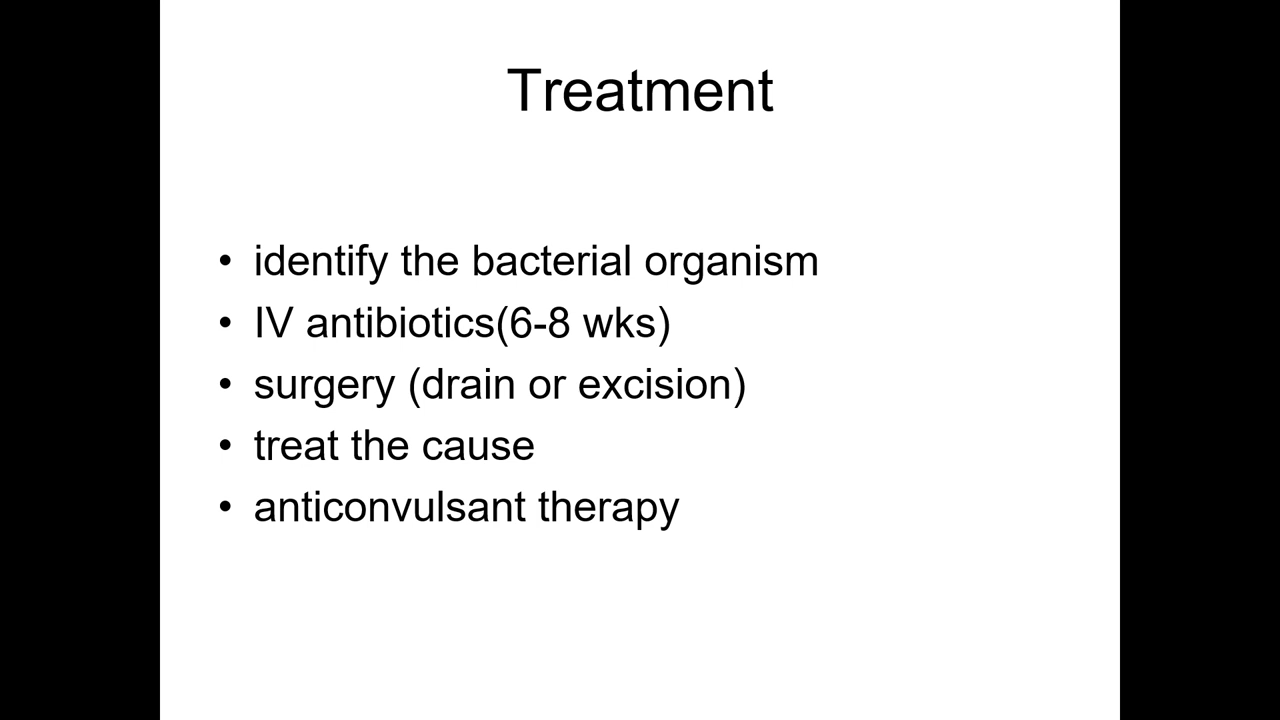 Treatment
• identify the bacterial organism
• IV antibiotics(6-8 wks)
• surgery (drain or excision)
• treat the cause
• anticonvulsant therapy